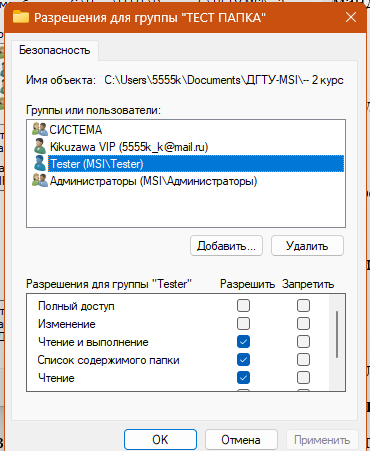 Разрешения для группы "ТЕСТ ПАПКА"
Безопасность
Имя объекта: C:\Users\5555k\Documents\ДГТУ-MSI\-- 2 курс
Группы или пользователи:
СИСТЕМА
Kikuzawa VIP (5555k_k@mail.ru)
Tester (MSI\Tester)
Администраторы (MSI\Администраторы)
Добавить... Удалить
Разрешения для группы "Tester" Разрешить Запретить
Полный доступ
Изменение
Чтение и выполнение
Список содержимого папки
Чтение
OK Отмена Применить